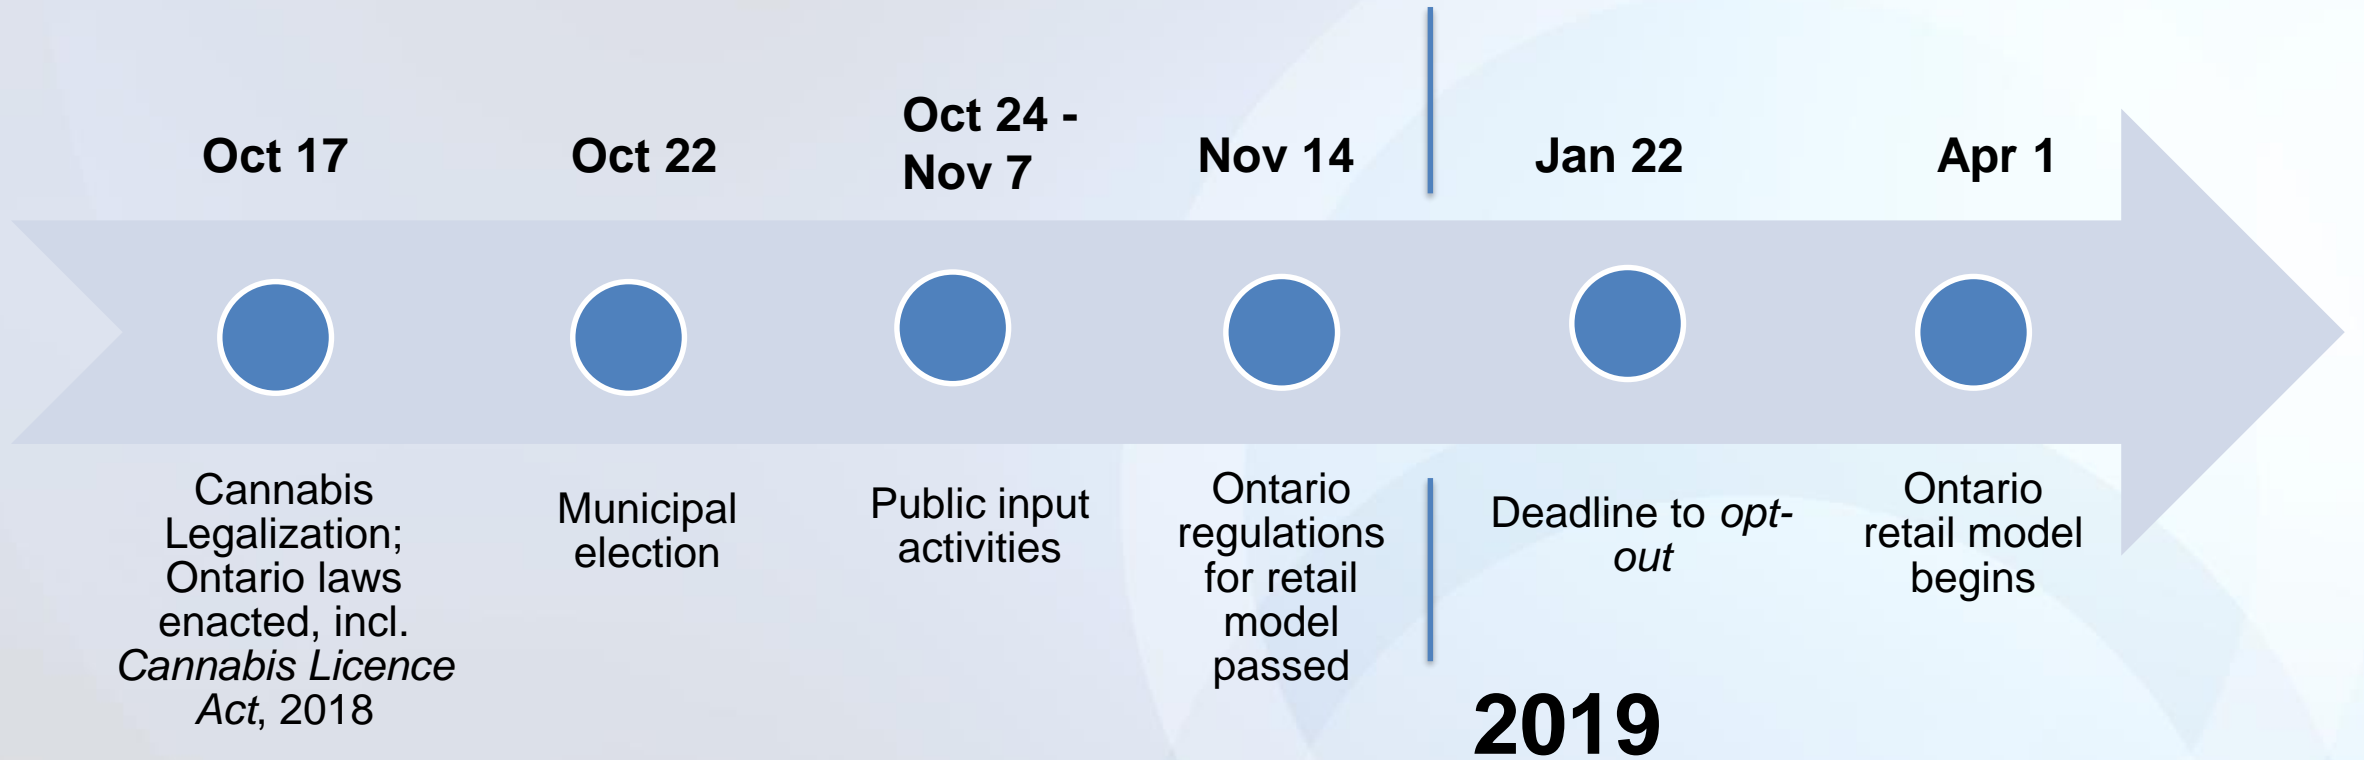 Oct 17
Oct 22
Oct 24 -
Nov 7
Nov 14
Jan 22
Apr 1
Cannabis
Legalization;
Ontario laws
enacted, incl.
Cannabis Licence
Act, 2018
Municipal
election
Public input
activities
Ontario
regulations
for retail
model
passed
Deadline to opt-
out
Ontario
retail model
begins
2019